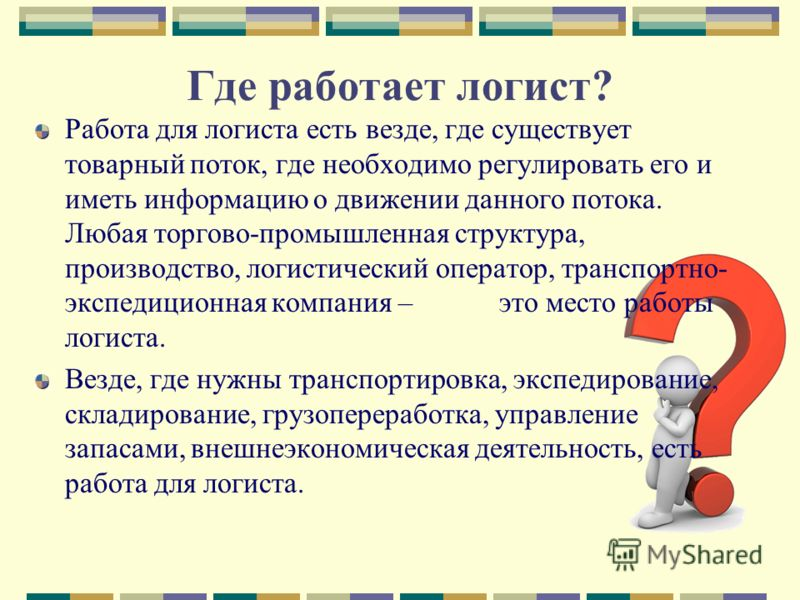 Где работает логист?
Работа для логиста есть везде, где существует
товарный поток, где необходимо регулировать его и
иметь информацию о движении данного потока.
Любая торгово-промышленная структура,
производство, логистический оператор, транспортно-
экспедиционная компания – это место работы
логиста.
Везде, где нужны транспортировка, экспедирование,
складирование, грузопереработка, управление
запасами, внешнеэкономическая деятельность, есть
работа для логиста.
MyShared